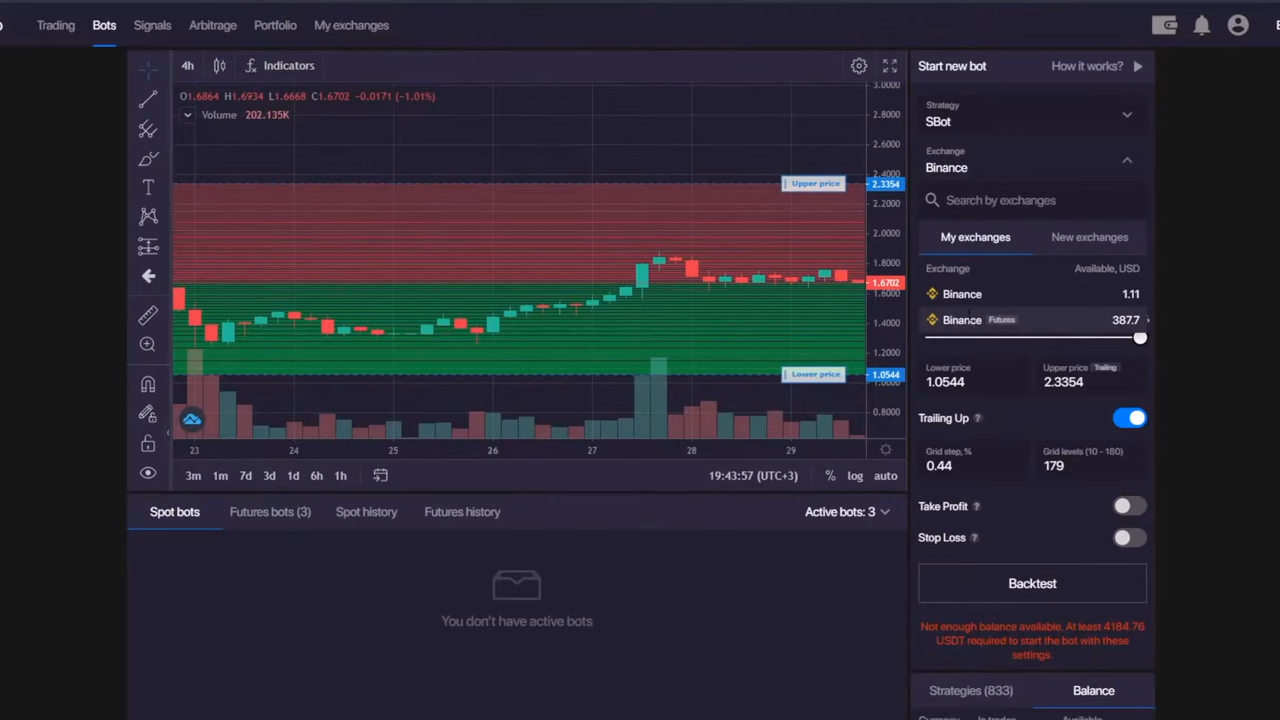 Trading Bots Signals Arbitrage Portfolio My exchanges
4h Indicators
O1.6864 H1.6934 L1.6668 C1.6702 -0.0171 (-1.01%)
Volume 202.135K
3.0000
2.8000
2.6000
2.4000
Upper price 2.3354
2.2000
2.0000
1.8000
1.6702
1.6000
1.4000
1.2000
Lower price 1.0544
1.0000
0.8000
23 24 25 26 27 28 29
3m 1m 7d 3d 1d 6h 1h 19:43:57 (UTC+3) % log auto
Spot bots Futures bots (3) Spot history Futures history Active bots: 3
You don't have active bots
Start new bot How it works?
Strategy
SBot
Exchange
Binance
Search by exchanges
My exchanges New exchanges
Exchange Available, USD
Binance 1.11
Binance Futures 387.7
Lower price Upper price Trailing
1.0544 2.3354
Trailing Up ?
Grid step, % Grid levels (10 - 180)
0.44 179
Take Profit ?
Stop Loss ?
Backtest
Not enough balance available. At least 4184.76
USDT required to start the bot with these
settings.
Strategies (833) Balance